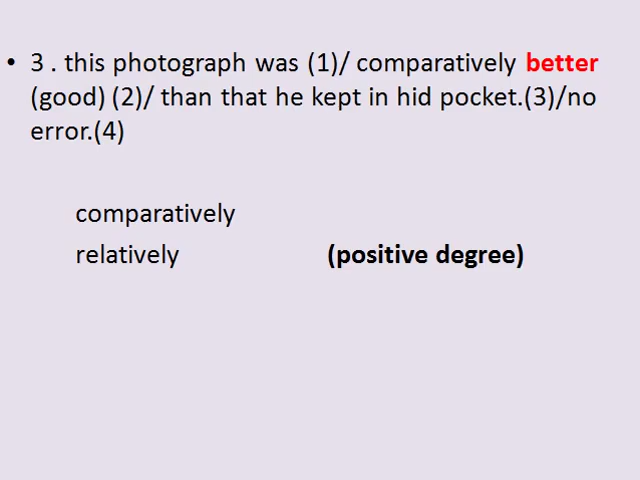 • 3 . this photograph was (1)/ comparatively better
(good) (2)/ than that he kept in hid pocket.(3)/no
error.(4)
comparatively
relatively (positive degree)